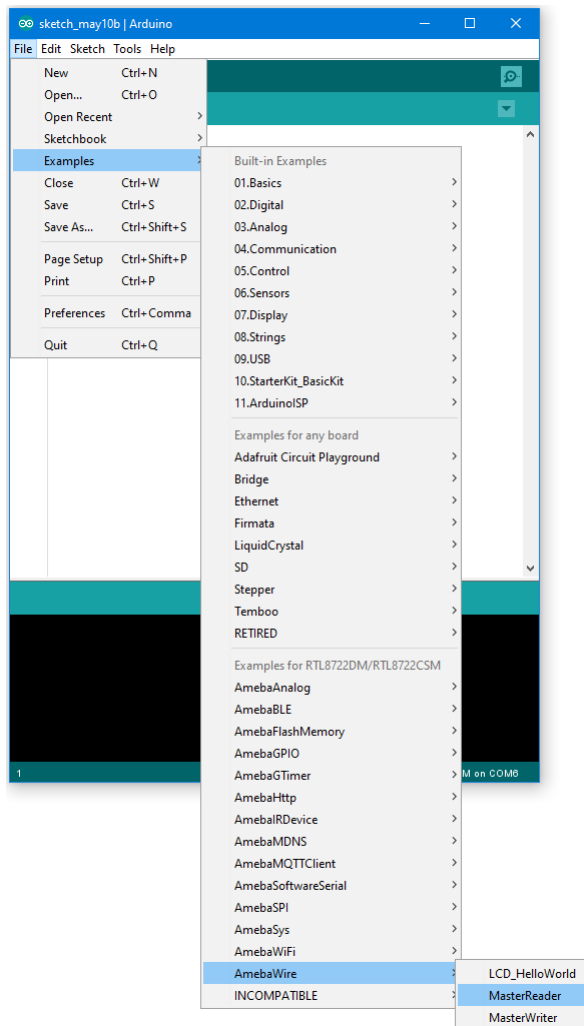 sketch_may10b | Arduino
File Edit Sketch Tools Help
New Ctrl+N
Open... Ctrl+O
Open Recent
Sketchbook
Examples
Close Ctrl+W
Save Ctrl+S
Save As... Ctrl+Shift+S
Page Setup Ctrl+Shift+P
Print Ctrl+P
Preferences Ctrl+Comma
Quit Ctrl+Q
Built-in Examples
01.Basics
02.Digital
03.Analog
04.Communication
05.Control
06.Sensors
07.Display
08.Strings
09.USB
10.StarterKit_BasicKit
11.ArduinoISP
Examples for any board
Adafruit Circuit Playground
Bridge
Ethernet
Firmata
LiquidCrystal
SD
Stepper
Temboo
RETIRED
Examples for RTL8722DM/RTL8722CSM
AmebaAnalog
AmebaBLE
AmebaFlashMemory
AmebaGPIO
AmebaGTimer
AmebaHttp
AmebaIRDevice
AmebaMDNS
AmebaMQTTClient
AmebaSoftwareSerial
AmebaSPI
AmebaSys
AmebaWiFi
AmebaWire
INCOMPATIBLE
LCD_HelloWorld
MasterReader
MasterWriter
1 M on COM6